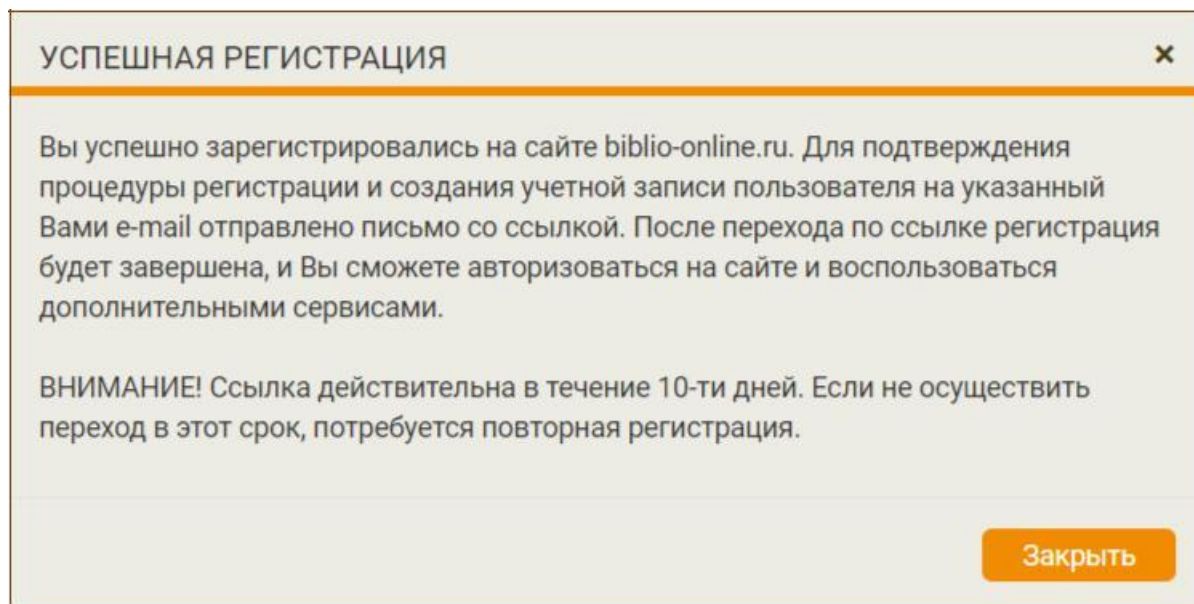 УСПЕШНАЯ РЕГИСТРАЦИЯ ×
Вы успешно зарегистрировались на сайте biblio-online.ru. Для подтверждения
процедуры регистрации и создания учетной записи пользователя на указанный
Вами e-mail отправлено письмо со ссылкой. После перехода по ссылке регистрация
будет завершена, и Вы сможете авторизоваться на сайте и воспользоваться
дополнительными сервисами.
ВНИМАНИЕ! Ссылка действительна в течение 10-ти дней. Если не осуществить
переход в этот срок, потребуется повторная регистрация.
Закрыть